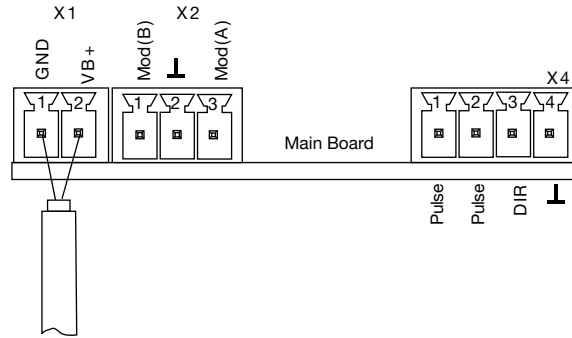 X1
X2
GND
VB+
Mod(B)
Mod(A)
X4
1
2
1
2
3
1
2
3
4
Main Board
Pulse
Pulse
DIR